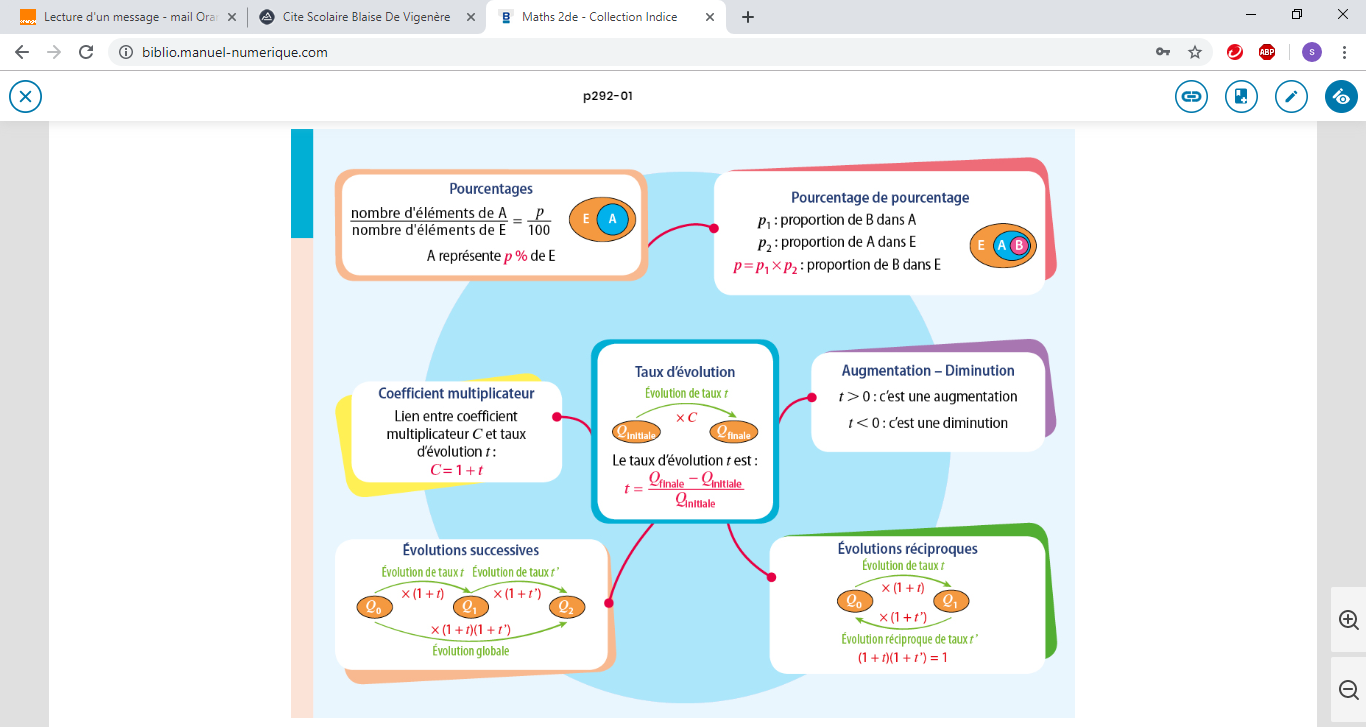 Lecture d'un message - mail Ora
Cite Scolaire Blaise De Vigenère
Maths 2de - Collection Indice
biblio.manuel-numerique.com
ABP
S
p292-01
Pourcentages
nombre d'éléments de A / nombre d'éléments de E = p / 100
E A
A représente p % de E
Pourcentage de pourcentage
p₁ : proportion de B dans A
p₂ : proportion de A dans E
p = p₁ × p₂ : proportion de B dans E
E A B
Coefficient multiplicateur
Lien entre coefficient
multiplicateur C et taux
d'évolution t :
C = 1 + t
Taux d'évolution
Évolution de taux t
× C
Qinitiale Qfinale
Le taux d'évolution t est :
t = Qfinale − Qinitiale / Qinitiale
Augmentation – Diminution
t > 0 : c'est une augmentation
t < 0 : c'est une diminution
Évolutions successives
Évolution de taux t Évolution de taux t'
× (1 + t) × (1 + t')
Q₀ Q₁ Q₂
× (1 + t)(1 + t')
Évolution globale
Évolutions réciproques
Évolution de taux t
× (1 + t)
Q₀ Q₁
× (1 + t')
Évolution réciproque de taux t'
(1 + t)(1 + t') = 1